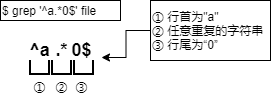 $ grep '^a.*0$' file
^a .* 0$
① ② ③
① 行首为"a"
② 任意重复的字符串
③ 行尾为“0”